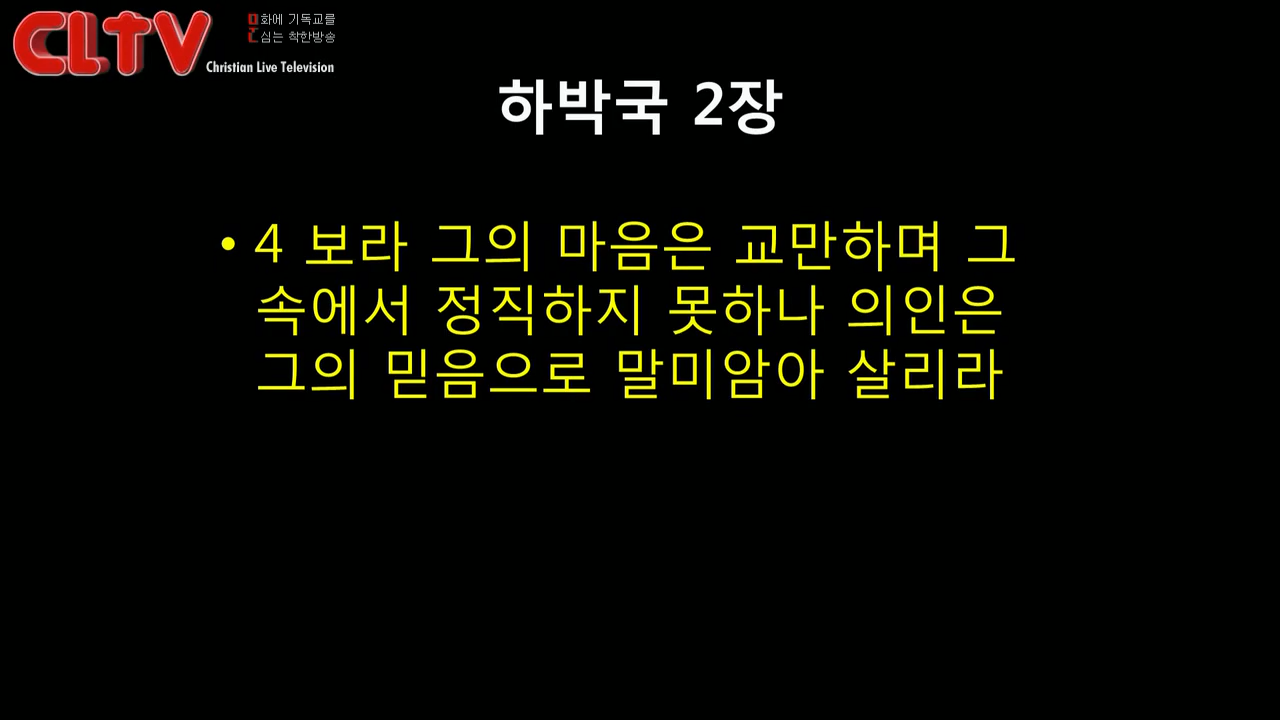 CLTV
문화에 기독교를
심는 착한방송
Christian Live Television
하박국 2장
• 4 보라 그의 마음은 교만하며 그
속에서 정직하지 못하나 의인은
그의 믿음으로 말미암아 살리라